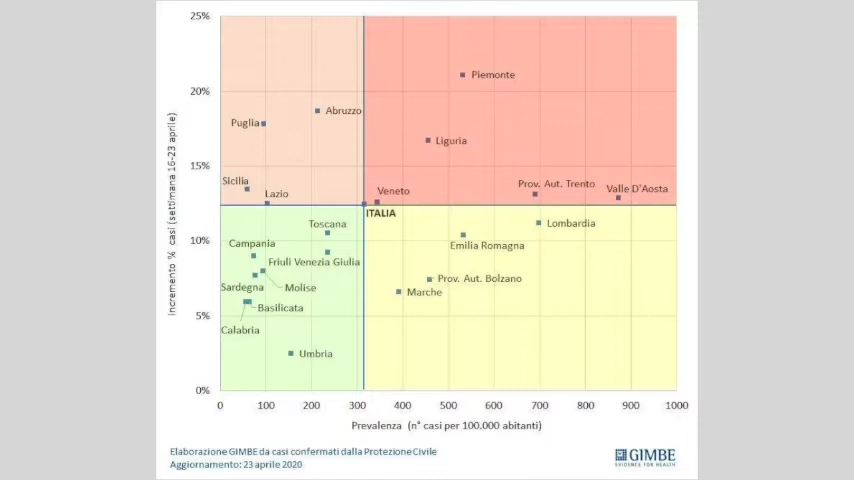 25%
20%
15%
10%
5%
0%
Incremento % casi (settimana 16-23 aprile)
Piemonte
Abruzzo
Puglia
Liguria
Sicilia
Lazio
Veneto
Prov. Aut. Trento
Valle D'Aosta
ITALIA
Toscana
Lombardia
Campania
Emilia Romagna
Friuli Venezia Giulia
Prov. Aut. Bolzano
Sardegna
Molise
Marche
Basilicata
Calabria
Umbria
0 100 200 300 400 500 600 700 800 900 1000
Prevalenza (n° casi per 100.000 abitanti)
Elaborazione GIMBE da casi confermati dalla Protezione Civile
Aggiornamento: 23 aprile 2020
GIMBE
EVIDENCE FOR HEALTH